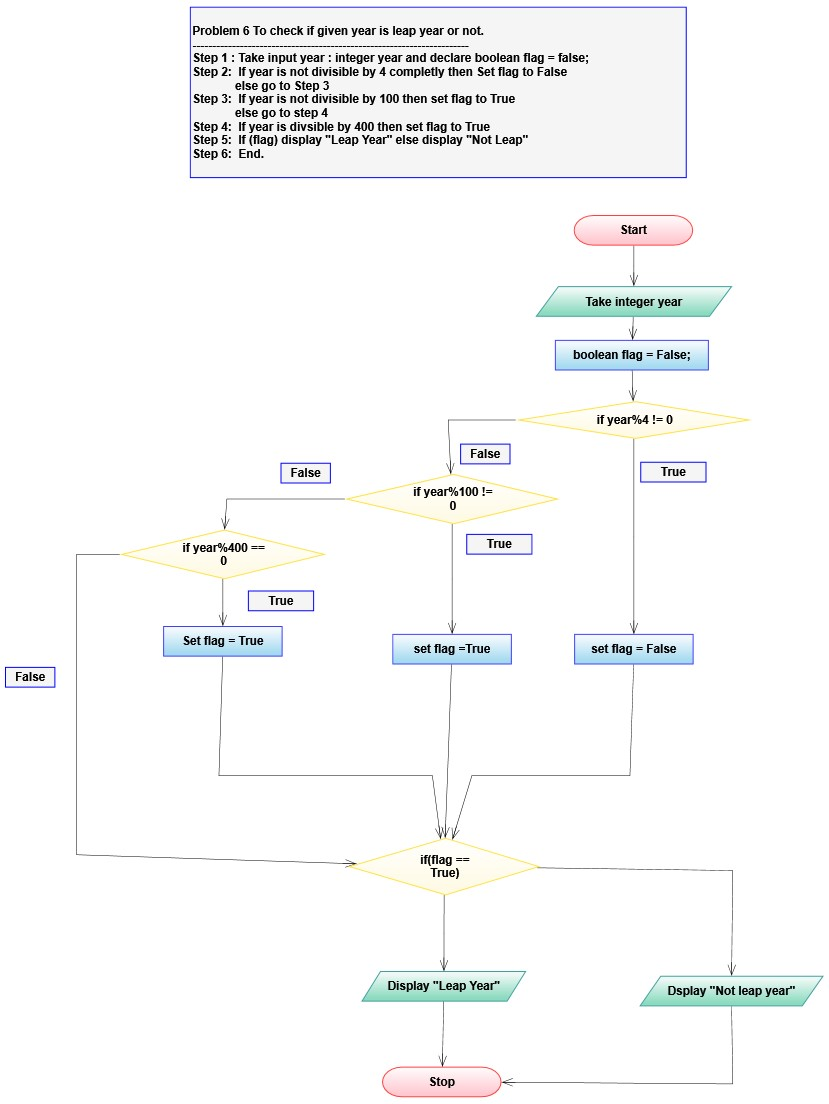 Problem 6 To check if given year is leap year or not.
----------------------------------------------------------------------
Step 1 : Take input year : integer year and declare boolean flag = false;
Step 2:  If year is not divisible by 4 completly then Set flag to False
else go to Step 3
Step 3:  If year is not divisible by 100 then set flag to True
else go to step 4
Step 4:  If year is divsible by 400 then set flag to True
Step 5:  If (flag) display "Leap Year" else display "Not Leap"
Step 6:  End.
Start
Take integer year
boolean flag = False;
if year%4 != 0
False
True
False
if year%100 !=
0
True
if year%400 ==
0
True
Set flag = True
set flag =True
set flag = False
False
if(flag ==
True)
Display "Leap Year"
Dsplay "Not leap year"
Stop